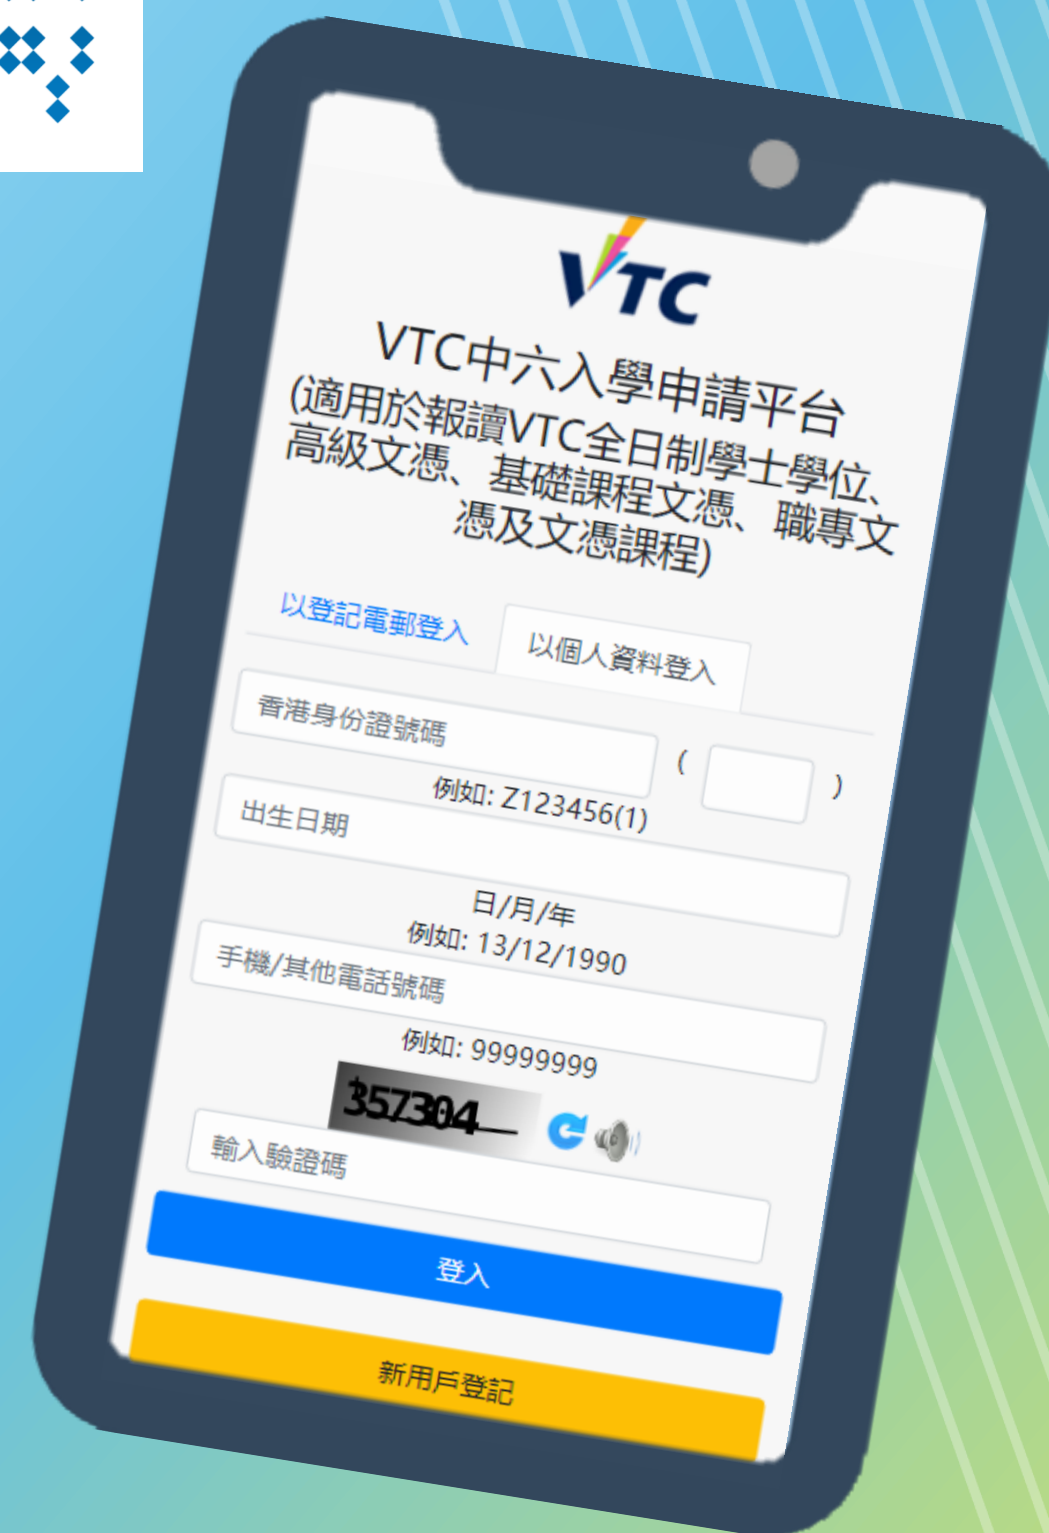 VTC
VTC中六入學申請平台
(適用於報讀VTC全日制學士學位、
高級文憑、基礎課程文憑、職專文
憑及文憑課程)
以登記電郵登入
以個人資料登入
香港身份證號碼
( )
例如: Z123456(1)
出生日期
日/月/年
例如: 13/12/1990
手機/其他電話號碼
例如: 99999999
357304
輸入驗證碼
登入
新用戶登記